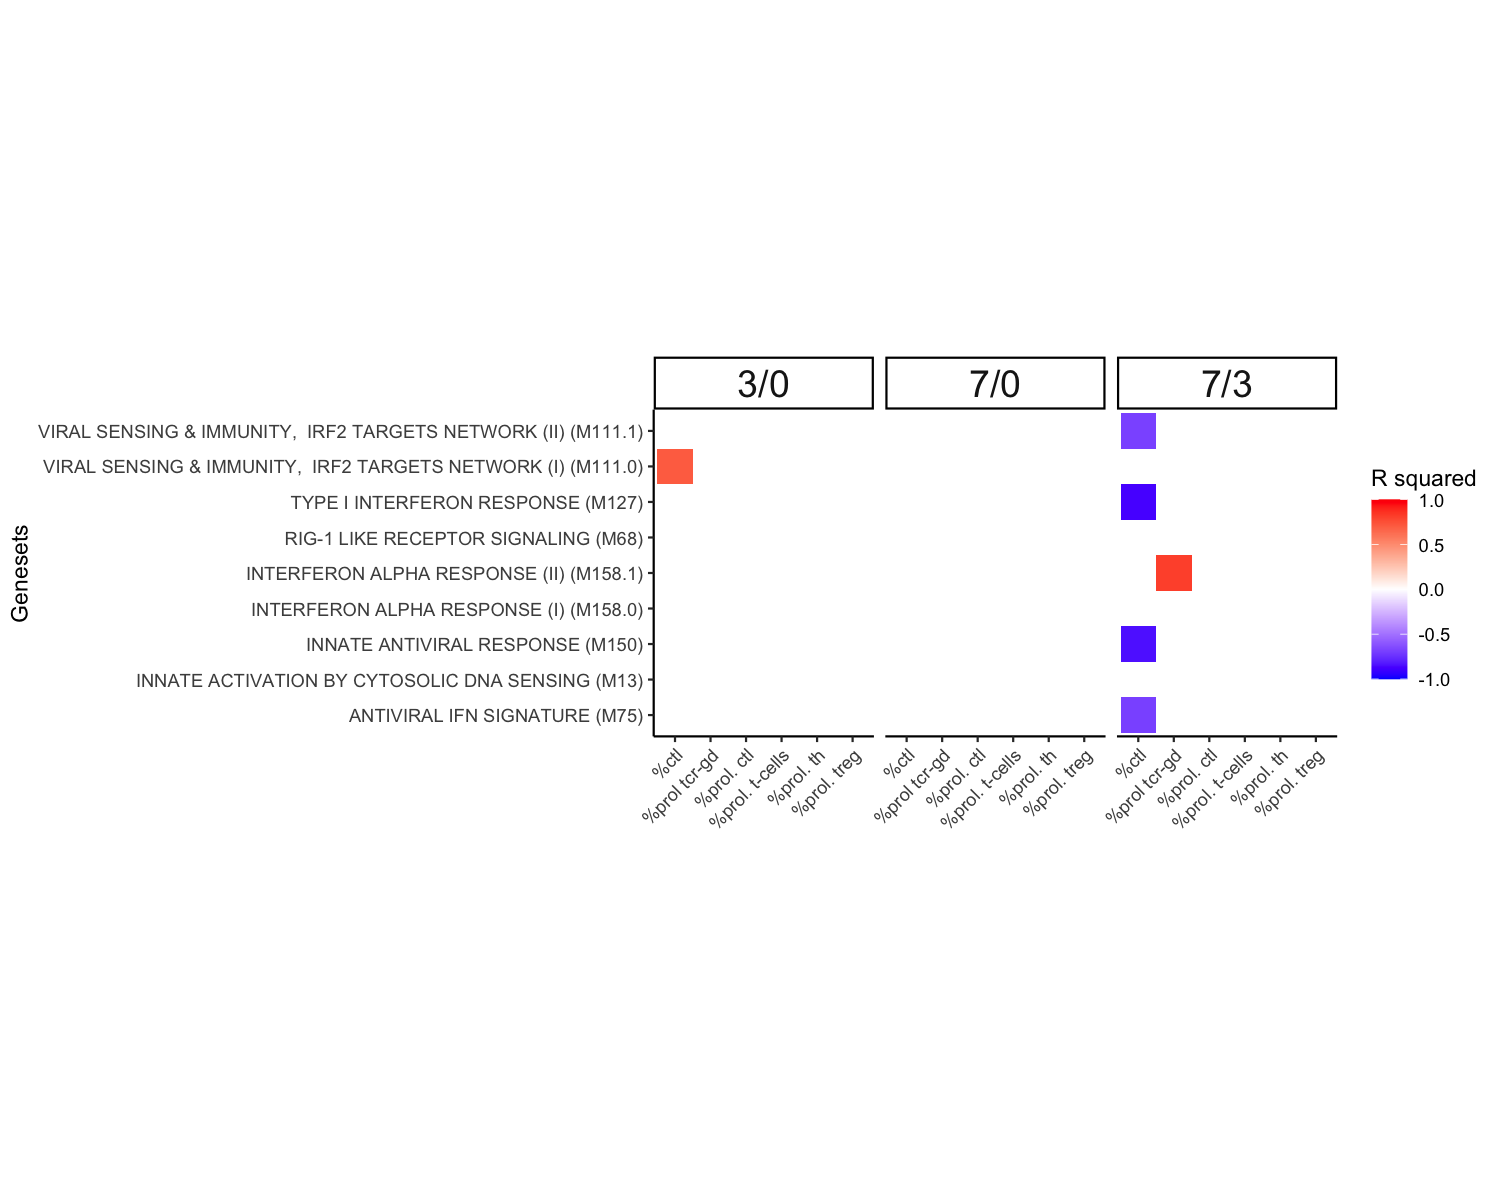 3/0 7/0 7/3
VIRAL SENSING & IMMUNITY,  IRF2 TARGETS NETWORK (II) (M111.1)
VIRAL SENSING & IMMUNITY,  IRF2 TARGETS NETWORK (I) (M111.0)
TYPE I INTERFERON RESPONSE (M127)
RIG-1 LIKE RECEPTOR SIGNALING (M68)
INTERFERON ALPHA RESPONSE (II) (M158.1)
INTERFERON ALPHA RESPONSE (I) (M158.0)
INNATE ANTIVIRAL RESPONSE (M150)
INNATE ACTIVATION BY CYTOSOLIC DNA SENSING (M13)
ANTIVIRAL IFN SIGNATURE (M75)
Genesets
%ctl
%prol tcr-gd
%prol. ctl
%prol. t-cells
%prol. th
%prol. treg
%ctl
%prol tcr-gd
%prol. ctl
%prol. t-cells
%prol. th
%prol. treg
%ctl
%prol tcr-gd
%prol. ctl
%prol. t-cells
%prol. th
%prol. treg
R squared
1.0
0.5
0.0
-0.5
-1.0